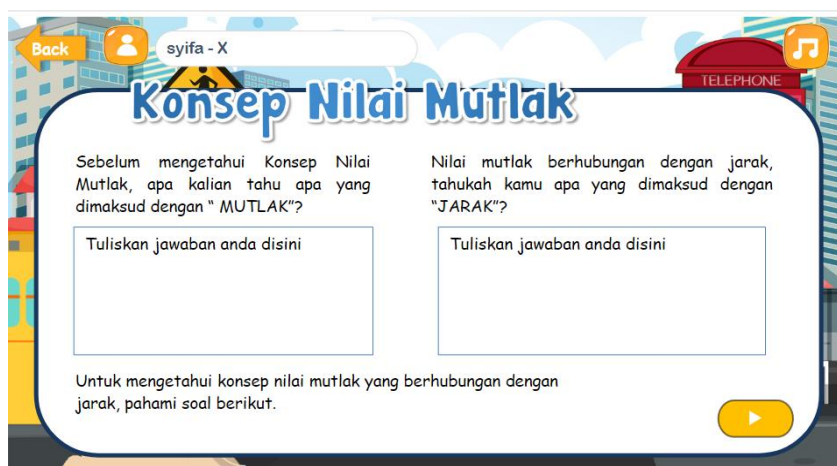 Back
syifa - X
TELEPHONE
Konsep Nilai Mutlak
Sebelum mengetahui Konsep Nilai
Mutlak, apa kalian tahu apa yang
dimaksud dengan " MUTLAK"?
Tuliskan jawaban anda disini
Nilai mutlak berhubungan dengan jarak,
tahukah kamu apa yang dimaksud dengan
"JARAK"?
Tuliskan jawaban anda disini
Untuk mengetahui konsep nilai mutlak yang berhubungan dengan
jarak, pahami soal berikut.